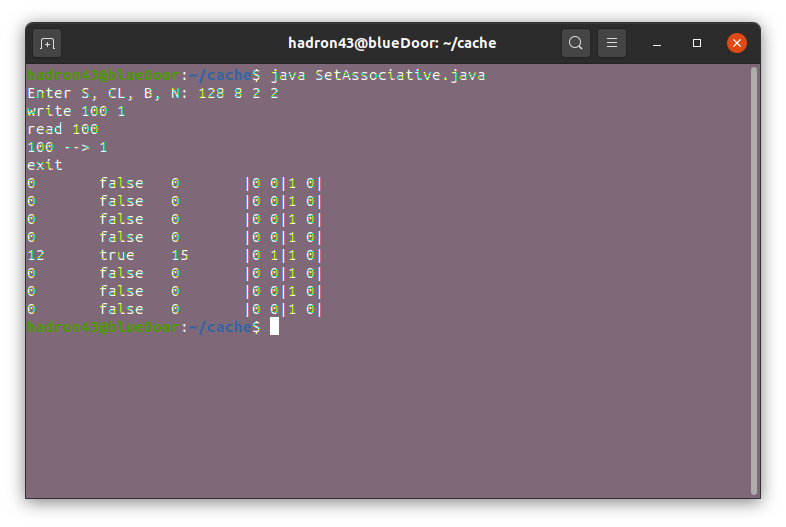 hadron43@blueDoor: ~/cache
hadron43@blueDoor:~/cache$ java SetAssociative.java
Enter S, CL, B, N: 128 8 2 2
write 100 1
read 100
100 --> 1
exit
0 false 0 |0 0|1 0|
0 false 0 |0 0|1 0|
0 false 0 |0 0|1 0|
0 false 0 |0 0|1 0|
12 true 15 |0 1|1 0|
0 false 0 |0 0|1 0|
0 false 0 |0 0|1 0|
0 false 0 |0 0|1 0|
hadron43@blueDoor:~/cache$